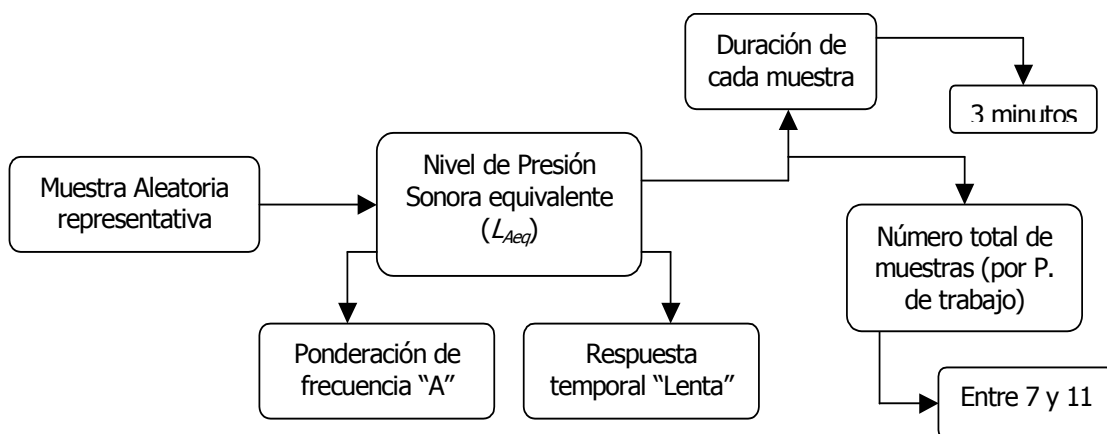 Duración de
cada muestra
3 minutos
Nivel de Presión
Sonora equivalente
(L_Aeq)
Muestra Aleatoria
representativa
Número total de
muestras (por P.
de trabajo)
Ponderación de
frecuencia “A”
Respuesta
temporal “Lenta”
Entre 7 y 11